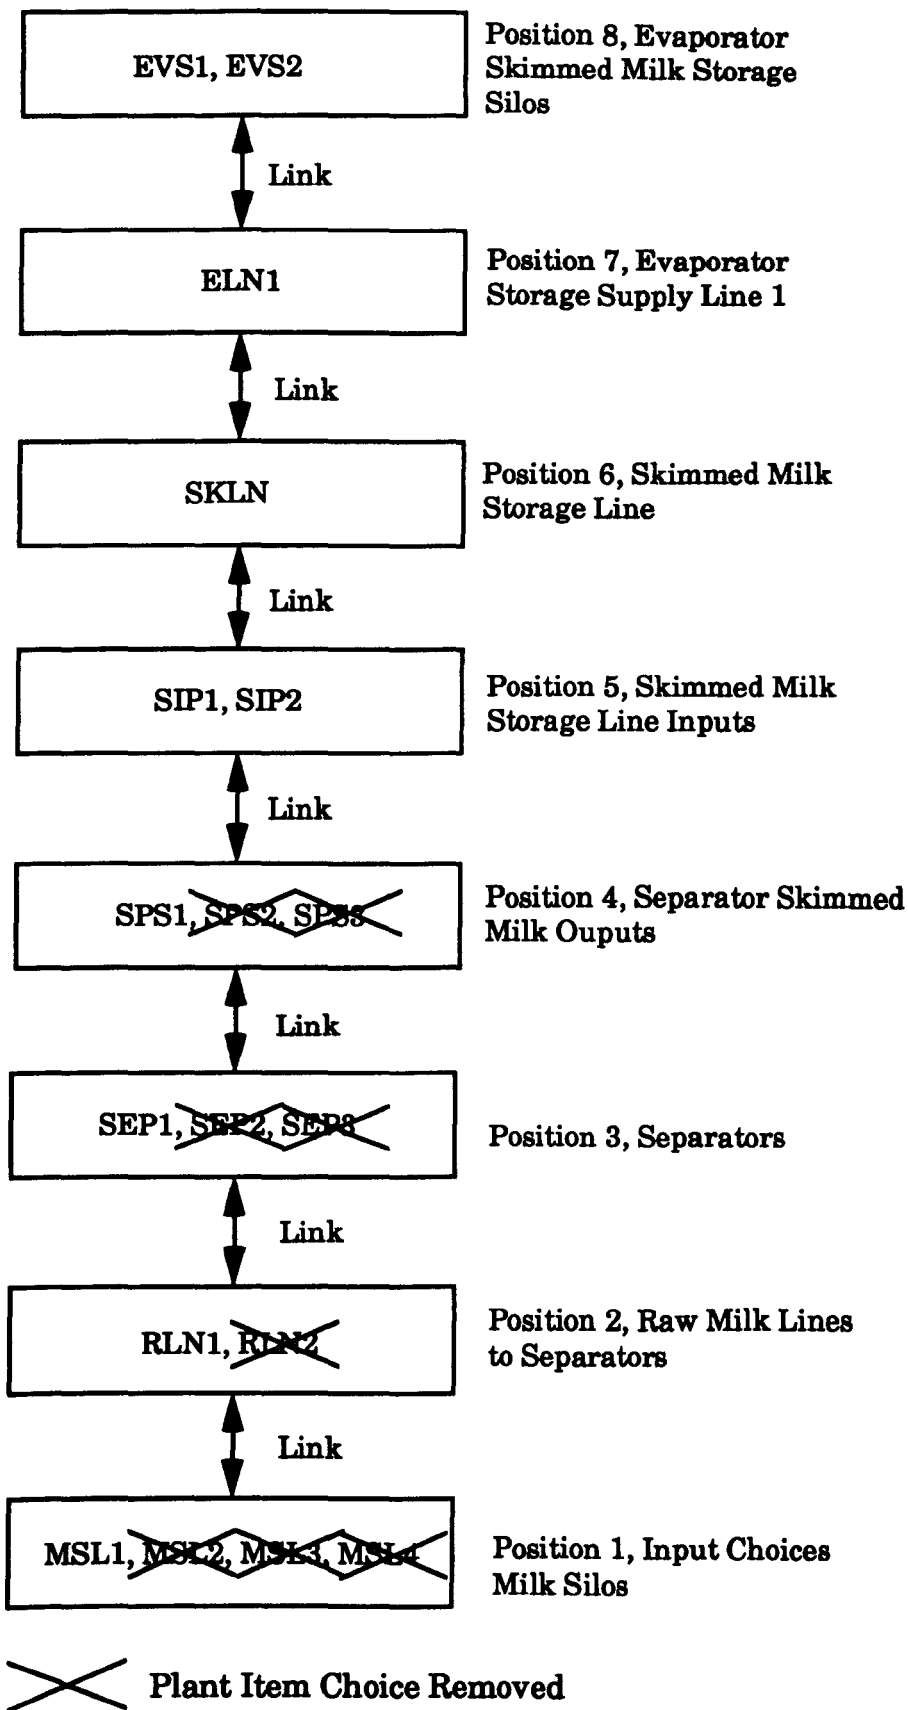 EVS1, EVS2
Position 8, Evaporator
Skimmed Milk Storage
Silos
Link
ELN1
Position 7, Evaporator
Storage Supply Line 1
Link
SKLN
Position 6, Skimmed Milk
Storage Line
Link
SIP1, SIP2
Position 5, Skimmed Milk
Storage Line Inputs
Link
SPS1, SPS2, SPS3
Position 4, Separator Skimmed
Milk Ouputs
Link
SEP1, SEP2, SEP3
Position 3, Separators
Link
RLN1, RLN2
Position 2, Raw Milk Lines
to Separators
Link
MSL1, MSL2, MSL3, MSL4
Position 1, Input Choices
Milk Silos
Plant Item Choice Removed